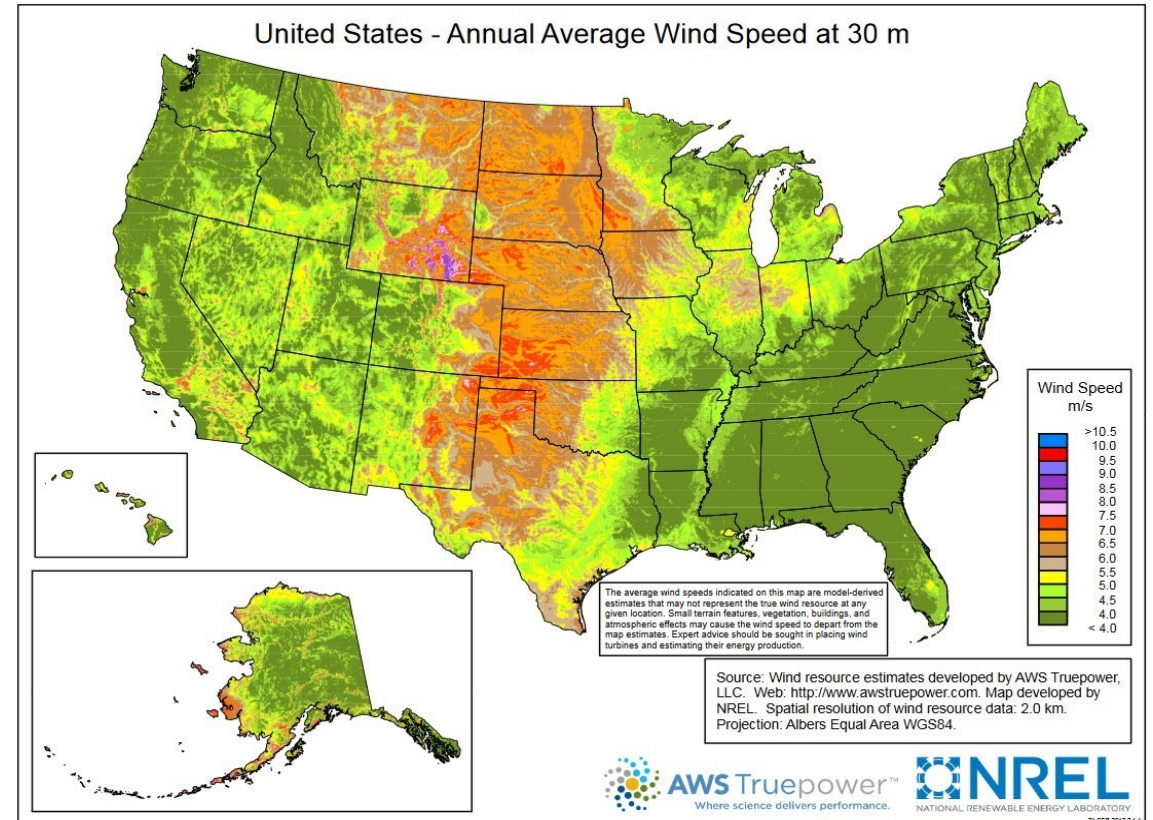 United States - Annual Average Wind Speed at 30 m
Wind Speed
m/s
>10.5
10.0
9.5
9.0
8.5
8.0
7.5
7.0
6.5
6.0
5.5
5.0
4.5
4.0
< 4.0
The average wind speeds indicated on this map are model-derived
estimates that may not represent the true wind resource at any
given location. Small terrain features, vegetation, buildings, and
atmospheric effects may cause the wind speed to depart from the
map estimates. Expert advice should be sought in placing wind
turbines and estimating their energy production.
Source: Wind resource estimates developed by AWS Truepower,
LLC. Web: http://www.awstruepower.com. Map developed by
NREL. Spatial resolution of wind resource data: 2.0 km.
Projection: Albers Equal Area WGS84.
AWS Truepower™
Where science delivers performance.
NREL
NATIONAL RENEWABLE ENERGY LABORATORY